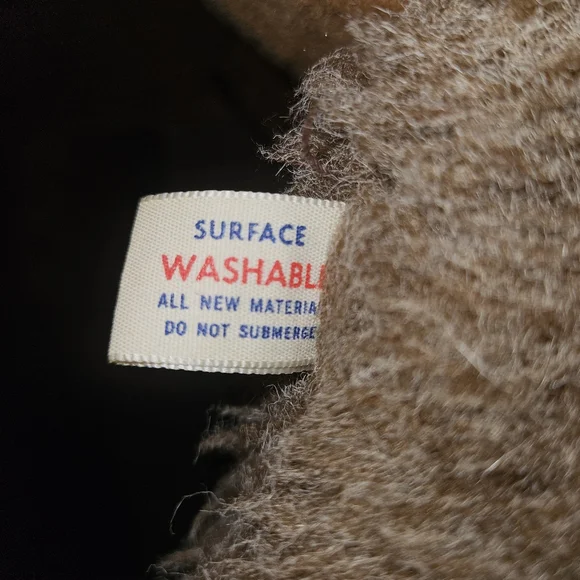 SURFACE
WASHABLE
ALL NEW MATERIA
DO NOT SUBMERGE